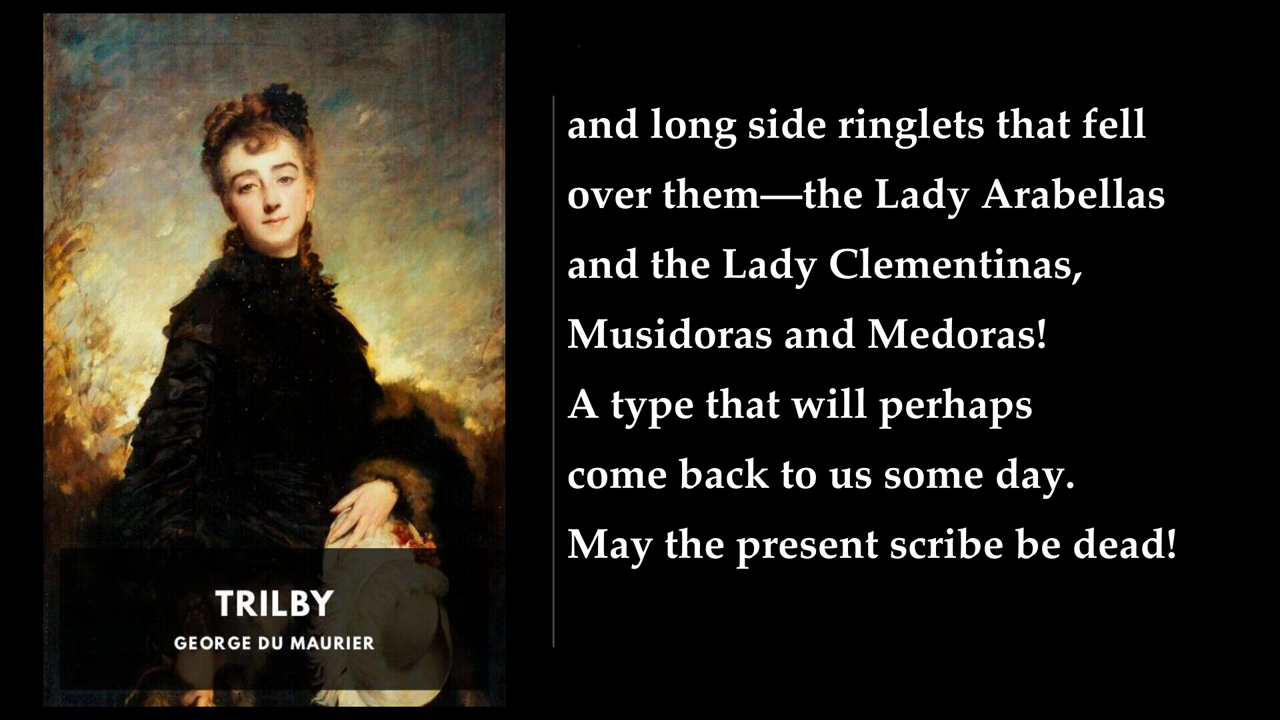 and long side ringlets that fell
over them—the Lady Arabellas
and the Lady Clementinas,
Musidoras and Medoras!
A type that will perhaps
come back to us some day.
May the present scribe be dead!
TRILBY
GEORGE DU MAURIER